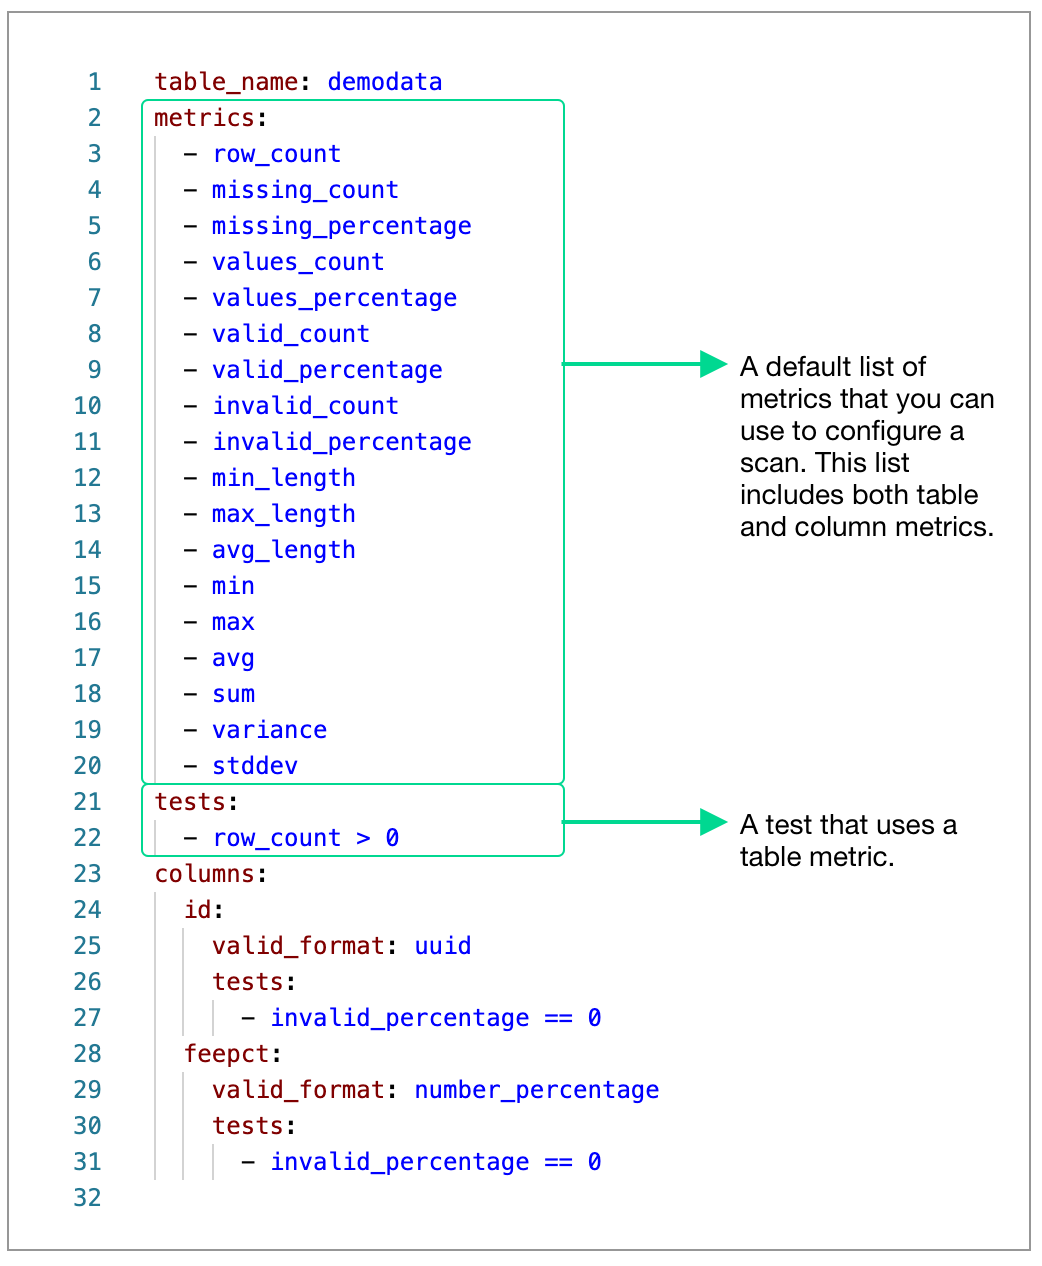 1 table_name: demodata
2 metrics:
3 - row_count
4 - missing_count
5 - missing_percentage
6 - values_count
7 - values_percentage
8 - valid_count
9 - valid_percentage
10 - invalid_count
11 - invalid_percentage
12 - min_length
13 - max_length
14 - avg_length
15 - min
16 - max
17 - avg
18 - sum
19 - variance
20 - stddev
21 tests:
22 - row_count > 0
23 columns:
24 id:
25 valid_format: uuid
26 tests:
27 - invalid_percentage == 0
28 feepct:
29 valid_format: number_percentage
30 tests:
31 - invalid_percentage == 0
32
A default list of
metrics that you can
use to configure a
scan. This list
includes both table
and column metrics.
A test that uses a
table metric.